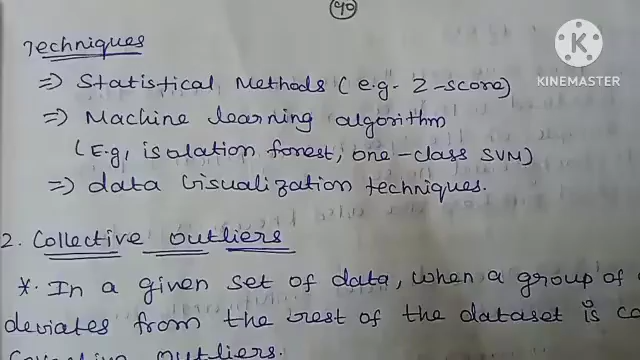 40
Techniques
⇒ Statistical Methods (e.g- Z-score)
K
KINEMASTER
⇒ Machine learning algorithm
(E.g, isolation forest, one-class SVM)
⇒ data visualization techniques.
2. Collective outliers
*. In a given set of data, when a group of
deviates from the rest of the dataset is
Collective outliers.